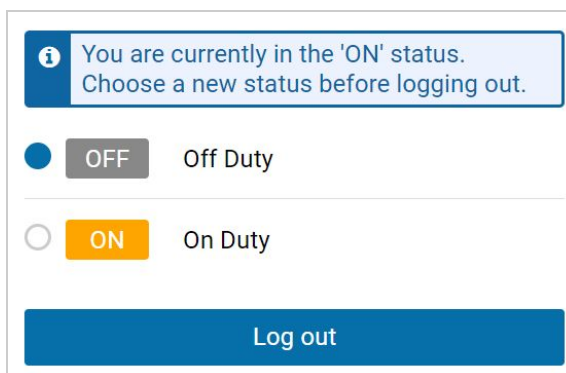 You are currently in the 'ON' status.
Choose a new status before logging out.
OFF Off Duty
ON On Duty
Log out